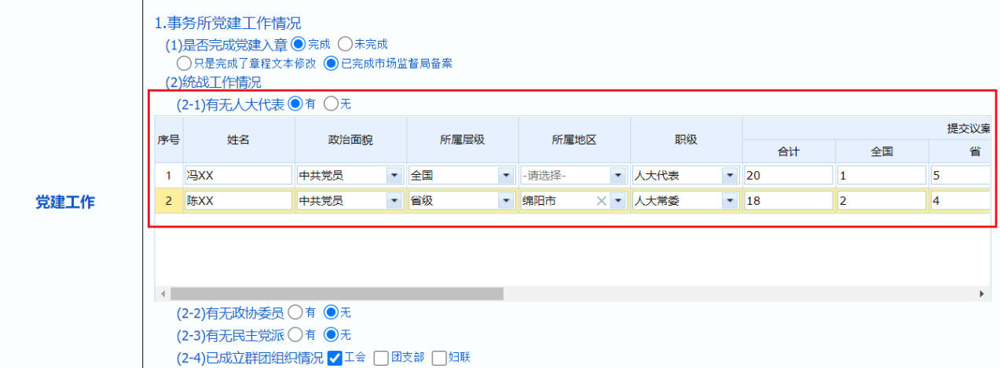 1.事务所党建工作情况
(1)是否完成党建入章 完成 未完成
只是完成了章程文本修改 已完成市场监督局备案
(2)统战工作情况
(2-1)有无人大代表 有 无
序号 姓名 政治面貌 所属层级 所属地区 职级 提交议案
合计 全国 省
1 冯XX 中共党员 全国 -请选择- 人大代表 20 1 5
2 陈XX 中共党员 省级 绵阳市 人大常委 18 2 4
党建工作
(2-2)有无政协委员 有 无
(2-3)有无民主党派 有 无
(2-4)已成立群团组织情况 工会 团支部 妇联